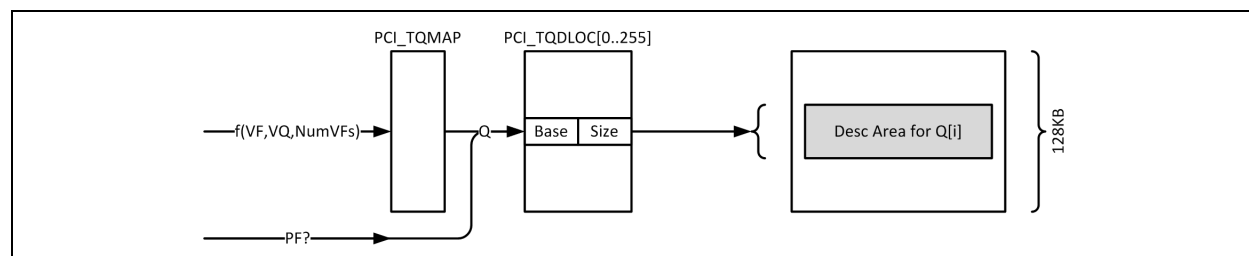 PCI_TQMAP
PCI_TQDLOC[0..255]
f(VF,VQ,NumVFs)
Q
Base
Size
Desc Area for Q[i]
128KB
PF?